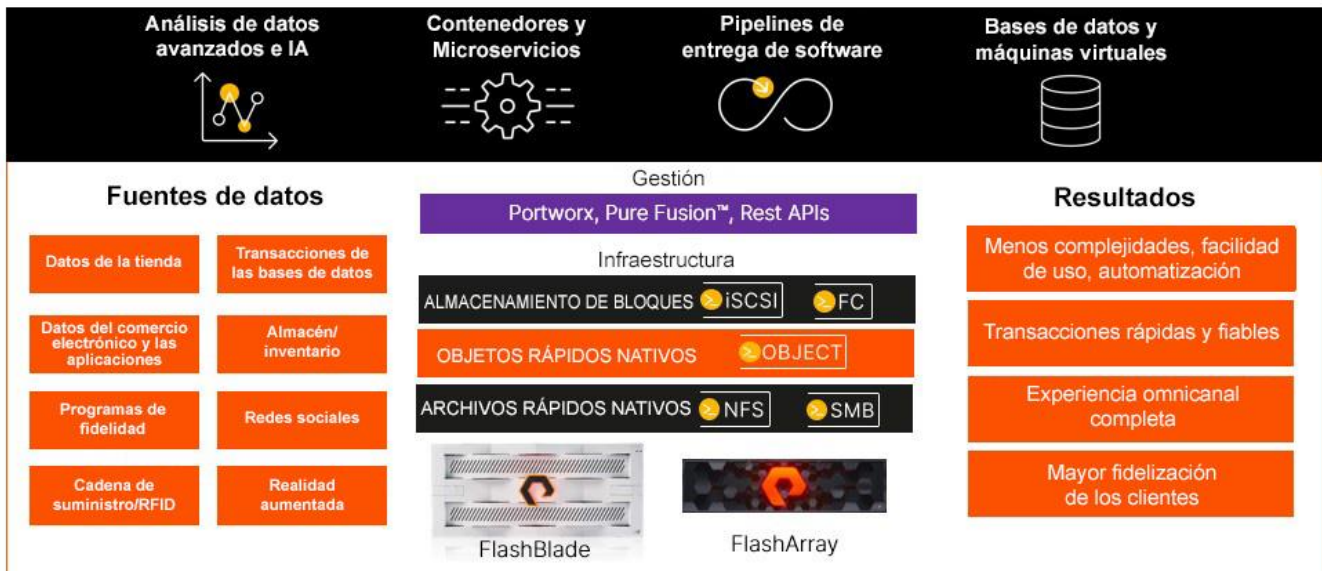 Análisis de datos
avanzados e IA
Contenedores y
Microservicios
Pipelines de
entrega de software
Bases de datos y
máquinas virtuales
Fuentes de datos
Datos de la tienda
Transacciones de
las bases de datos
Datos del comercio
electrónico y las
aplicaciones
Almacén/
inventario
Programas de
fidelidad
Redes sociales
Cadena de
suministro/RFID
Realidad
aumentada
Gestión
Portworx, Pure Fusion™, Rest APIs
Infraestructura
ALMACENAMIENTO DE BLOQUES iSCSI FC
OBJETOS RÁPIDOS NATIVOS OBJECT
ARCHIVOS RÁPIDOS NATIVOS NFS SMB
FlashBlade
FlashArray
Resultados
Menos complejidades, facilidad
de uso, automatización
Transacciones rápidas y fiables
Experiencia omnicanal
completa
Mayor fidelización
de los clientes